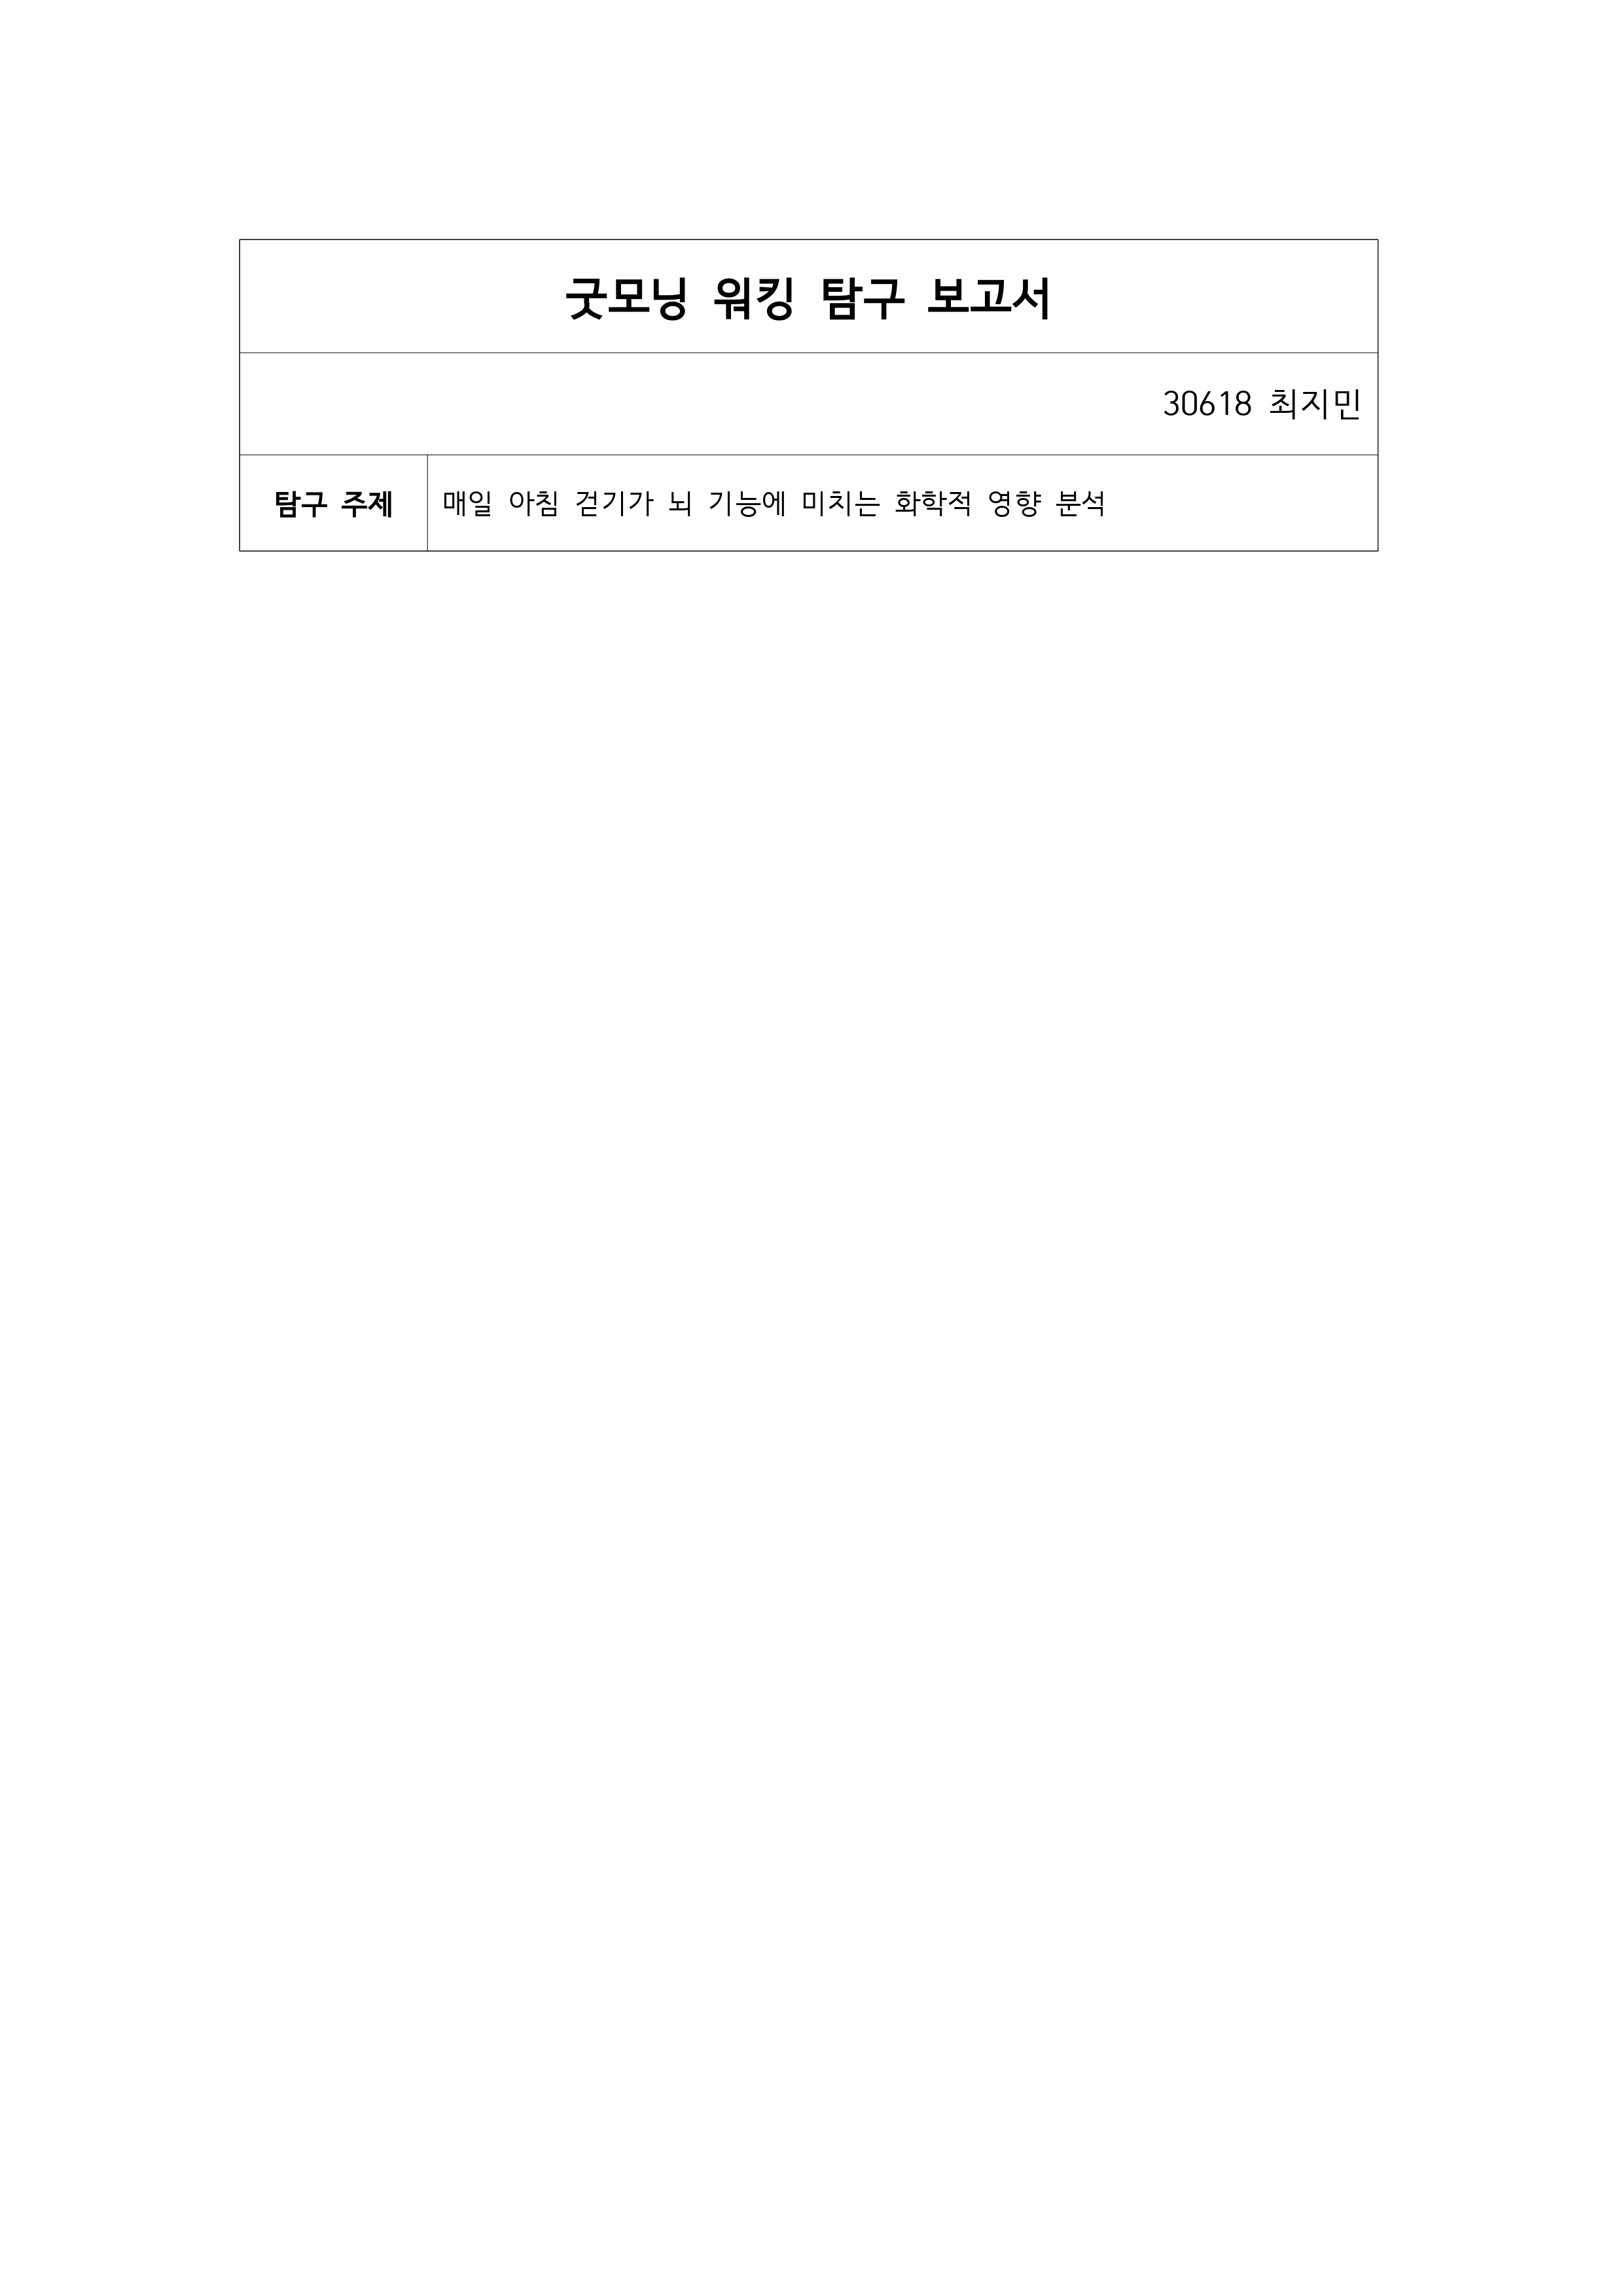 굿모닝 워킹 탐구 보고서
30618 최지민
탐구 주제
매일 아침 걷기가 뇌 기능에 미치는 화학적 영향 분석